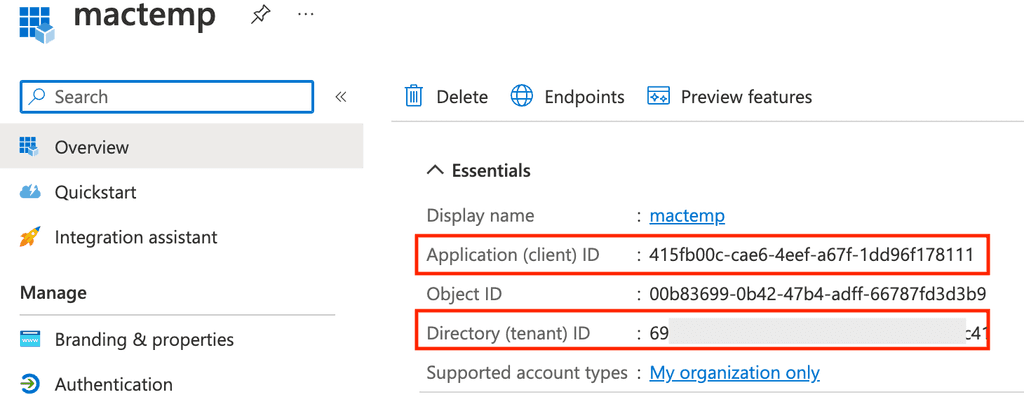 mactemp
Search
Delete Endpoints Preview features
Overview
Quickstart
Integration assistant
Manage
Branding & properties
Authentication
Essentials
Display name : mactemp
Application (client) ID : 415fb00c-cae6-4eef-a67f-1dd96f178111
Object ID : 00b83699-0b42-47b4-adff-66787fd3d3b9
Directory (tenant) ID : 69 c41
Supported account types : My organization only